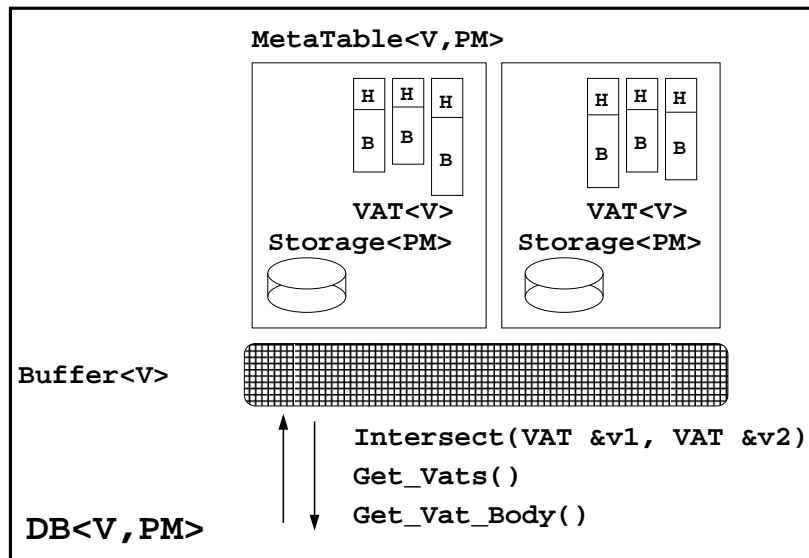 MetaTable<V,PM>
H H H H H H
B B B B B B
VAT<V> VAT<V>
Storage<PM> Storage<PM>
Buffer<V>
Intersect(VAT &v1, VAT &v2)
Get_Vats()
Get_Vat_Body()
DB<V,PM>